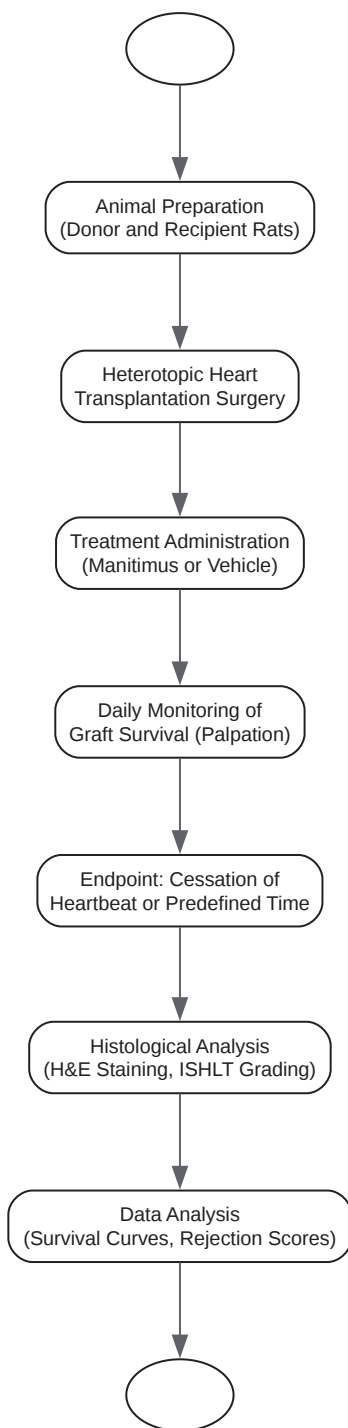 Animal Preparation
(Donor and Recipient Rats)
Heterotopic Heart
Transplantation Surgery
Treatment Administration
(Manitimus or Vehicle)
Daily Monitoring of
Graft Survival (Palpation)
Endpoint: Cessation of
Heartbeat or Predefined Time
Histological Analysis
(H&E Staining, ISHLT Grading)
Data Analysis
(Survival Curves, Rejection Scores)